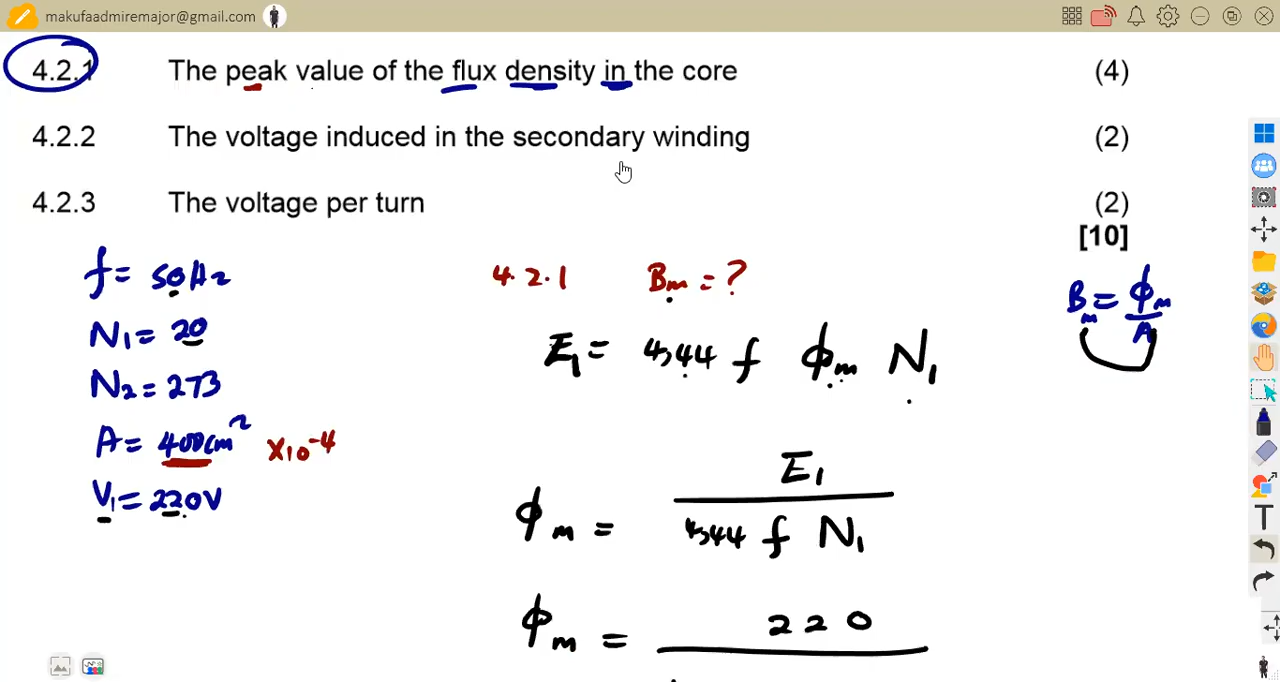 makufaadmiremajor@gmail.com
4.2.1 The peak value of the flux density in the core (4)
4.2.2 The voltage induced in the secondary winding (2)
4.2.3 The voltage per turn (2)
[10]
f = 50Hz
N1 = 20
N2 = 273
A = 400cm² ×10⁻⁴
V1 = 220V
4.2.1 Bm = ?
E1 = 4,44 f ϕm N1
Bm = ϕm / A
ϕm = E1 / 4,44 f N1
ϕm = 220